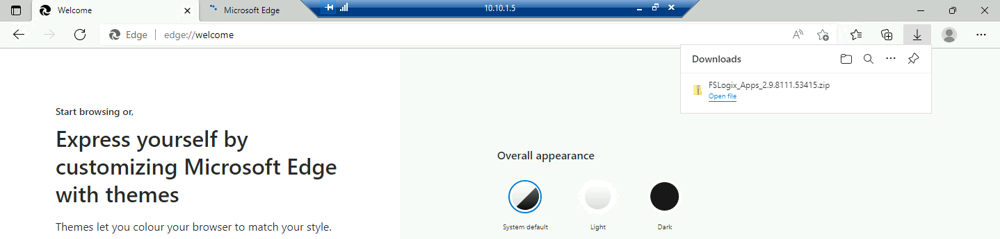 Welcome
Microsoft Edge
10.10.1.5
Edge
edge://welcome
Downloads
FSLogix_Apps_2.9.8111.53415.zip
Open file
Start browsing or,
Express yourself by
customizing Microsoft Edge
with themes
Themes let you colour your browser to match your style.
Overall appearance
System default
Light
Dark